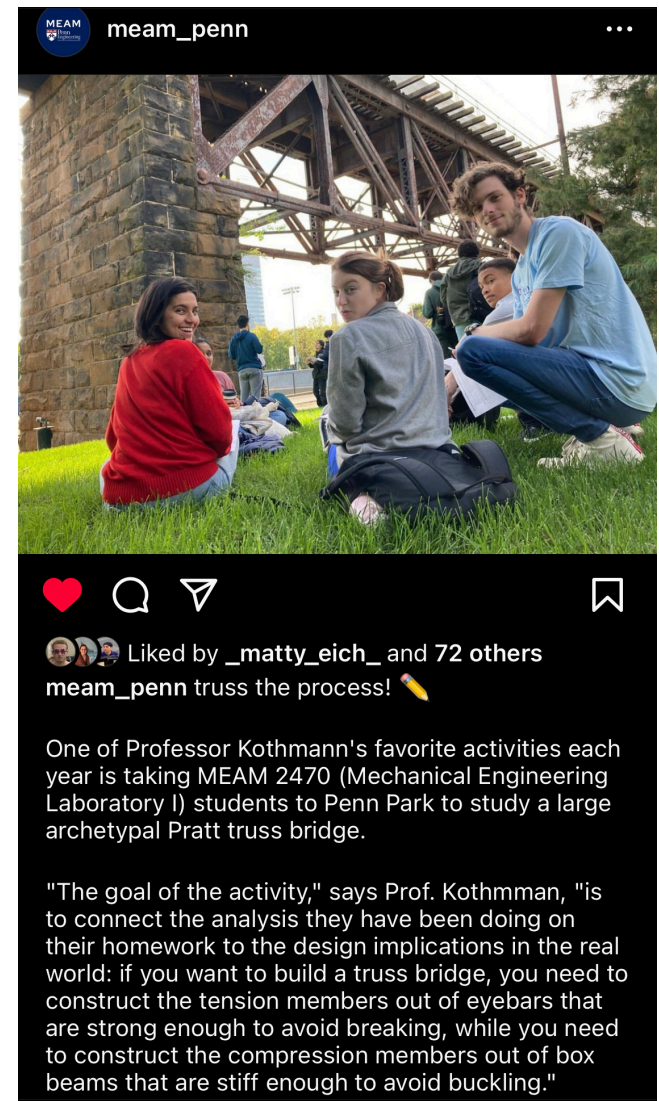 MEAM
Penn
Engineering
meam_penn
Liked by _matty_eich_ and 72 others
meam_penn truss the process! ✏️
One of Professor Kothmann's favorite activities each
year is taking MEAM 2470 (Mechanical Engineering
Laboratory I) students to Penn Park to study a large
archetypal Pratt truss bridge.
"The goal of the activity," says Prof. Kothmman, "is
to connect the analysis they have been doing on
their homework to the design implications in the real
world: if you want to build a truss bridge, you need to
construct the tension members out of eyebars that
are strong enough to avoid breaking, while you need
to construct the compression members out of box
beams that are stiff enough to avoid buckling."